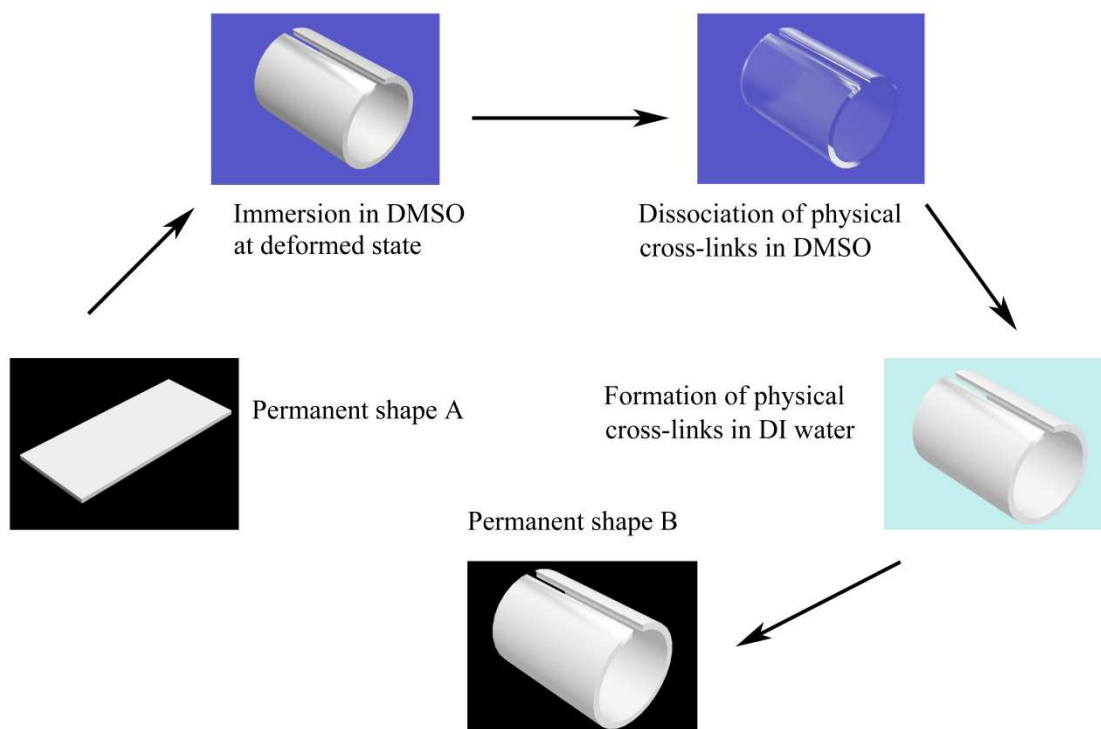 Immersion in DMSO
at deformed state
Dissociation of physical
cross-links in DMSO
Permanent shape A
Formation of physical
cross-links in DI water
Permanent shape B